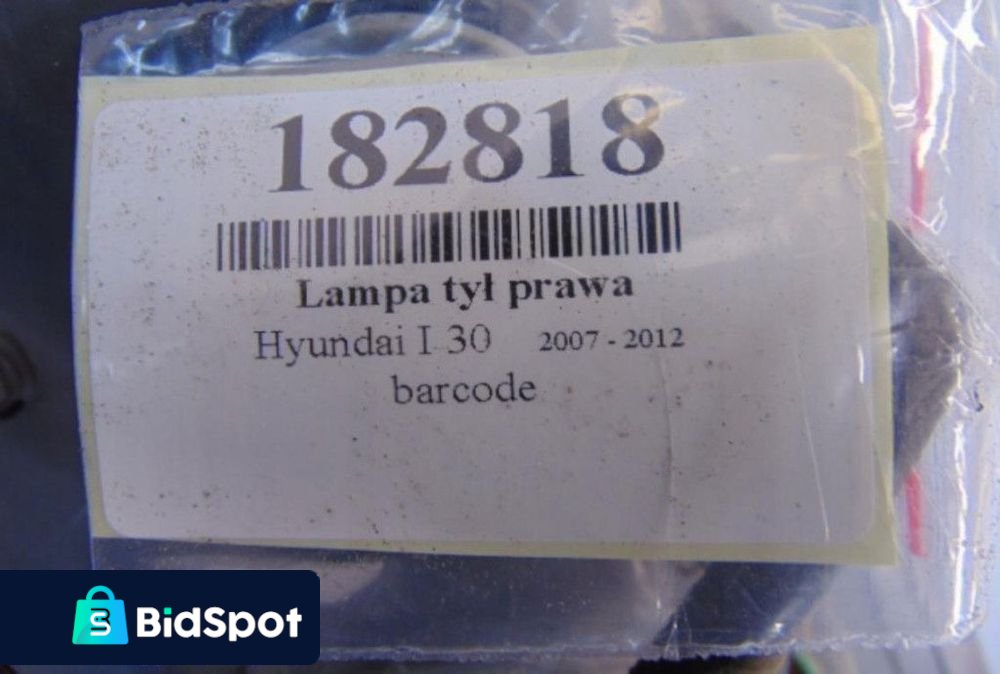 182818
Lampa tył prawa
Hyundai I 30 2007 - 2012
barcode
BidSpot